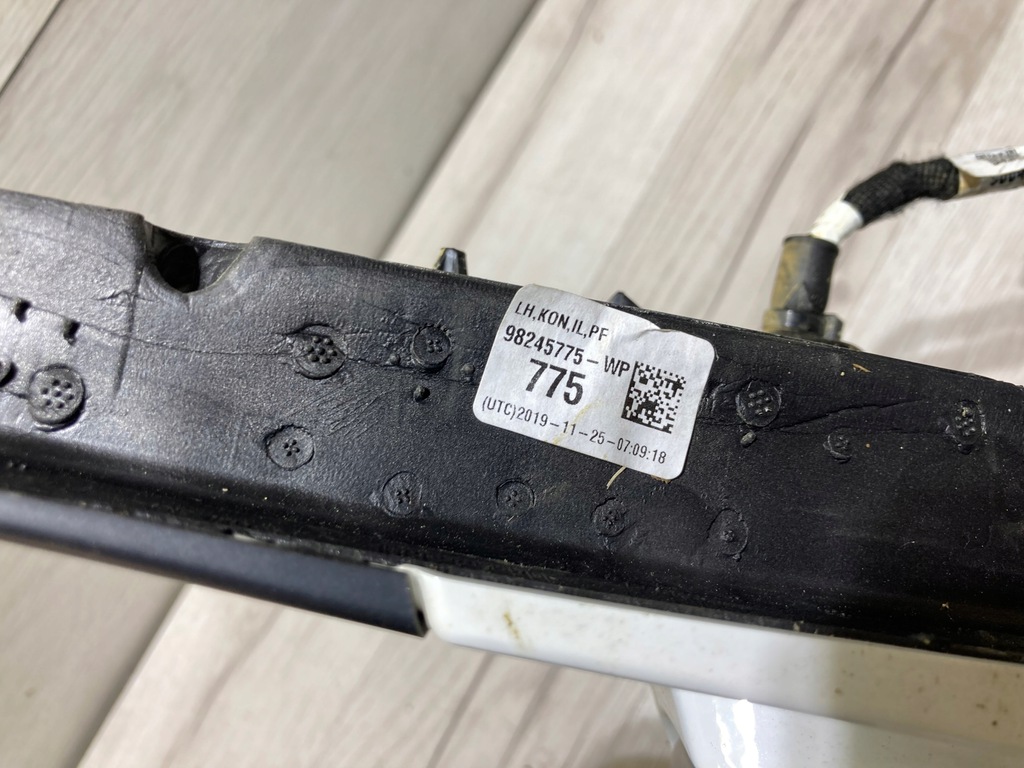 LH,KON,IL,PF
98245775-WP
775
(UTC)2019-11-25-07:09:18